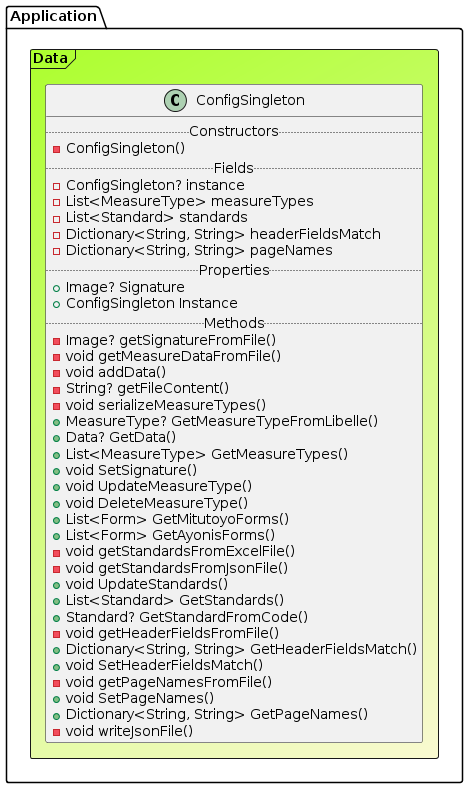 Application
Data
C ConfigSingleton
Constructors
ConfigSingleton()
Fields
ConfigSingleton? instance
List<MeasureType> measureTypes
List<Standard> standards
Dictionary<String, String> headerFieldsMatch
Dictionary<String, String> pageNames
Properties
Image? Signature
ConfigSingleton Instance
Methods
Image? getSignatureFromFile()
void getMeasureDataFromFile()
void addData()
String? getFileContent()
void serializeMeasureTypes()
MeasureType? GetMeasureTypeFromLibelle()
Data? GetData()
List<MeasureType> GetMeasureTypes()
void SetSignature()
void UpdateMeasureType()
void DeleteMeasureType()
List<Form> GetMitutoyoForms()
List<Form> GetAyonisForms()
void getStandardsFromExcelFile()
void getStandardsFromJsonFile()
void UpdateStandards()
List<Standard> GetStandards()
Standard? GetStandardFromCode()
void getHeaderFieldsFromFile()
Dictionary<String, String> GetHeaderFieldsMatch()
void SetHeaderFieldsMatch()
void getPageNamesFromFile()
void SetPageNames()
Dictionary<String, String> GetPageNames()
void writeJsonFile()